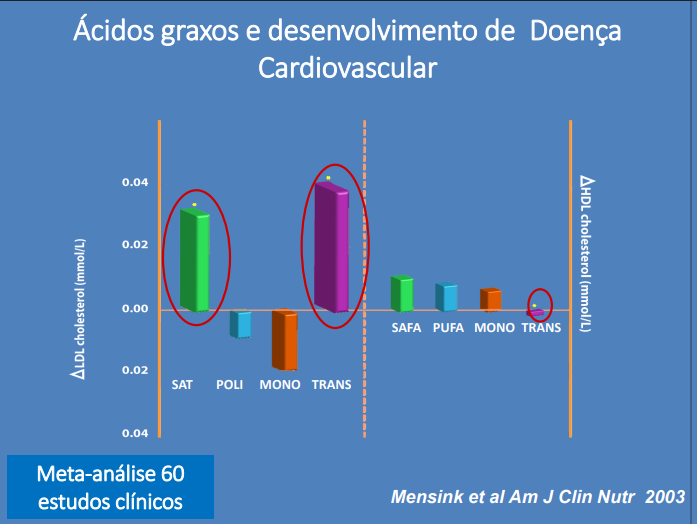 Ácidos graxos e desenvolvimento de Doença
Cardiovascular
0.04
0.02
0.00
0.02
0.04
ΔLDL cholesterol (mmol/L)
SAT POLI MONO TRANS
SAFA PUFA MONO TRANS
ΔHDL cholesterol (mmol/L)
Meta-análise 60
estudos clínicos
Mensink et al Am J Clin Nutr 2003